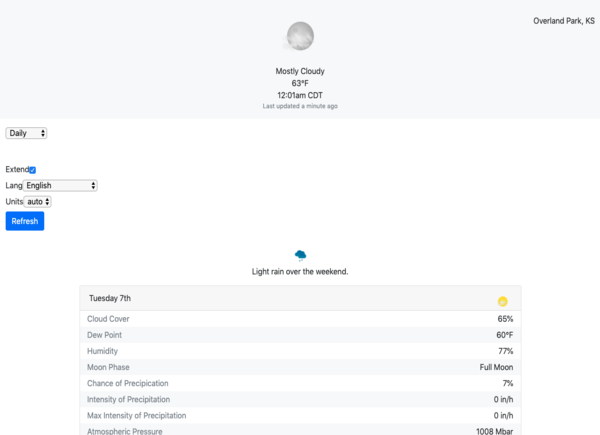 Overland Park, KS
Mostly Cloudy
63°F
12:01am CDT
Last updated a minute ago
Daily
Extend
Lang English
Units auto
Refresh
Light rain over the weekend.
Tuesday 7th
Cloud Cover 65%
Dew Point 60°F
Humidity 77%
Moon Phase Full Moon
Chance of Precipication 7%
Intensity of Precipitation 0 in/h
Max Intensity of Precipitation 0 in/h
Atmospheric Pressure 1008 Mbar